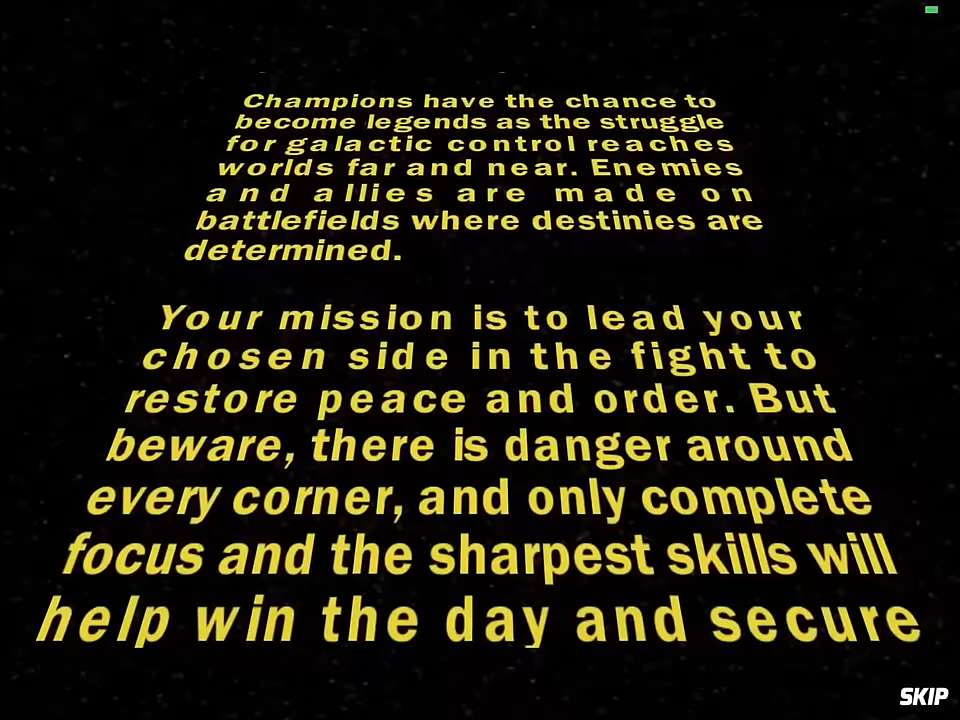 Champions have the chance to
become legends as the struggle
for galactic control reaches
worlds far and near. Enemies
and allies are made on
battlefields where destinies are
determined.
Your mission is to lead your
chosen side in the fight to
restore peace and order. But
beware, there is danger around
every corner, and only complete
focus and the sharpest skills will
help win the day and secure
SKIP